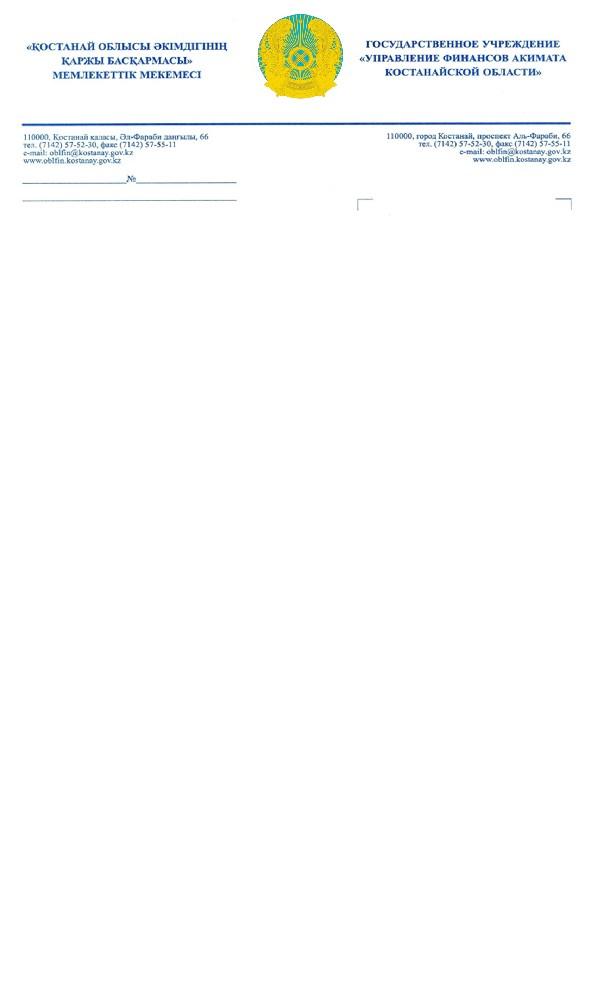 «ҚОСТАНАЙ ОБЛЫСЫ ӘКІМДІГІНІҢ
ҚАРЖЫ БАСҚАРМАСЫ»
МЕМЛЕКЕТТІК МЕКЕМЕСІ
QAZAQSTAN
ГОСУДАРСТВЕННОЕ УЧРЕЖДЕНИЕ
«УПРАВЛЕНИЕ ФИНАНСОВ АКИМАТА
КОСТАНАЙСКОЙ ОБЛАСТИ»
110000, Қостанай қаласы, Әл-Фараби даңғылы, 66
тел. (7142) 57-52-30, факс (7142) 57-55-11
e-mail: oblfin@kostanay.gov.kz
www.oblfin.kostanay.gov.kz
110000, город Костанай, проспект Аль-Фараби, 66
тел. (7142) 57-52-30, факс (7142) 57-55-11
e-mail: oblfin@kostanay.gov.kz
www.oblfin.kostanay.gov.kz
№